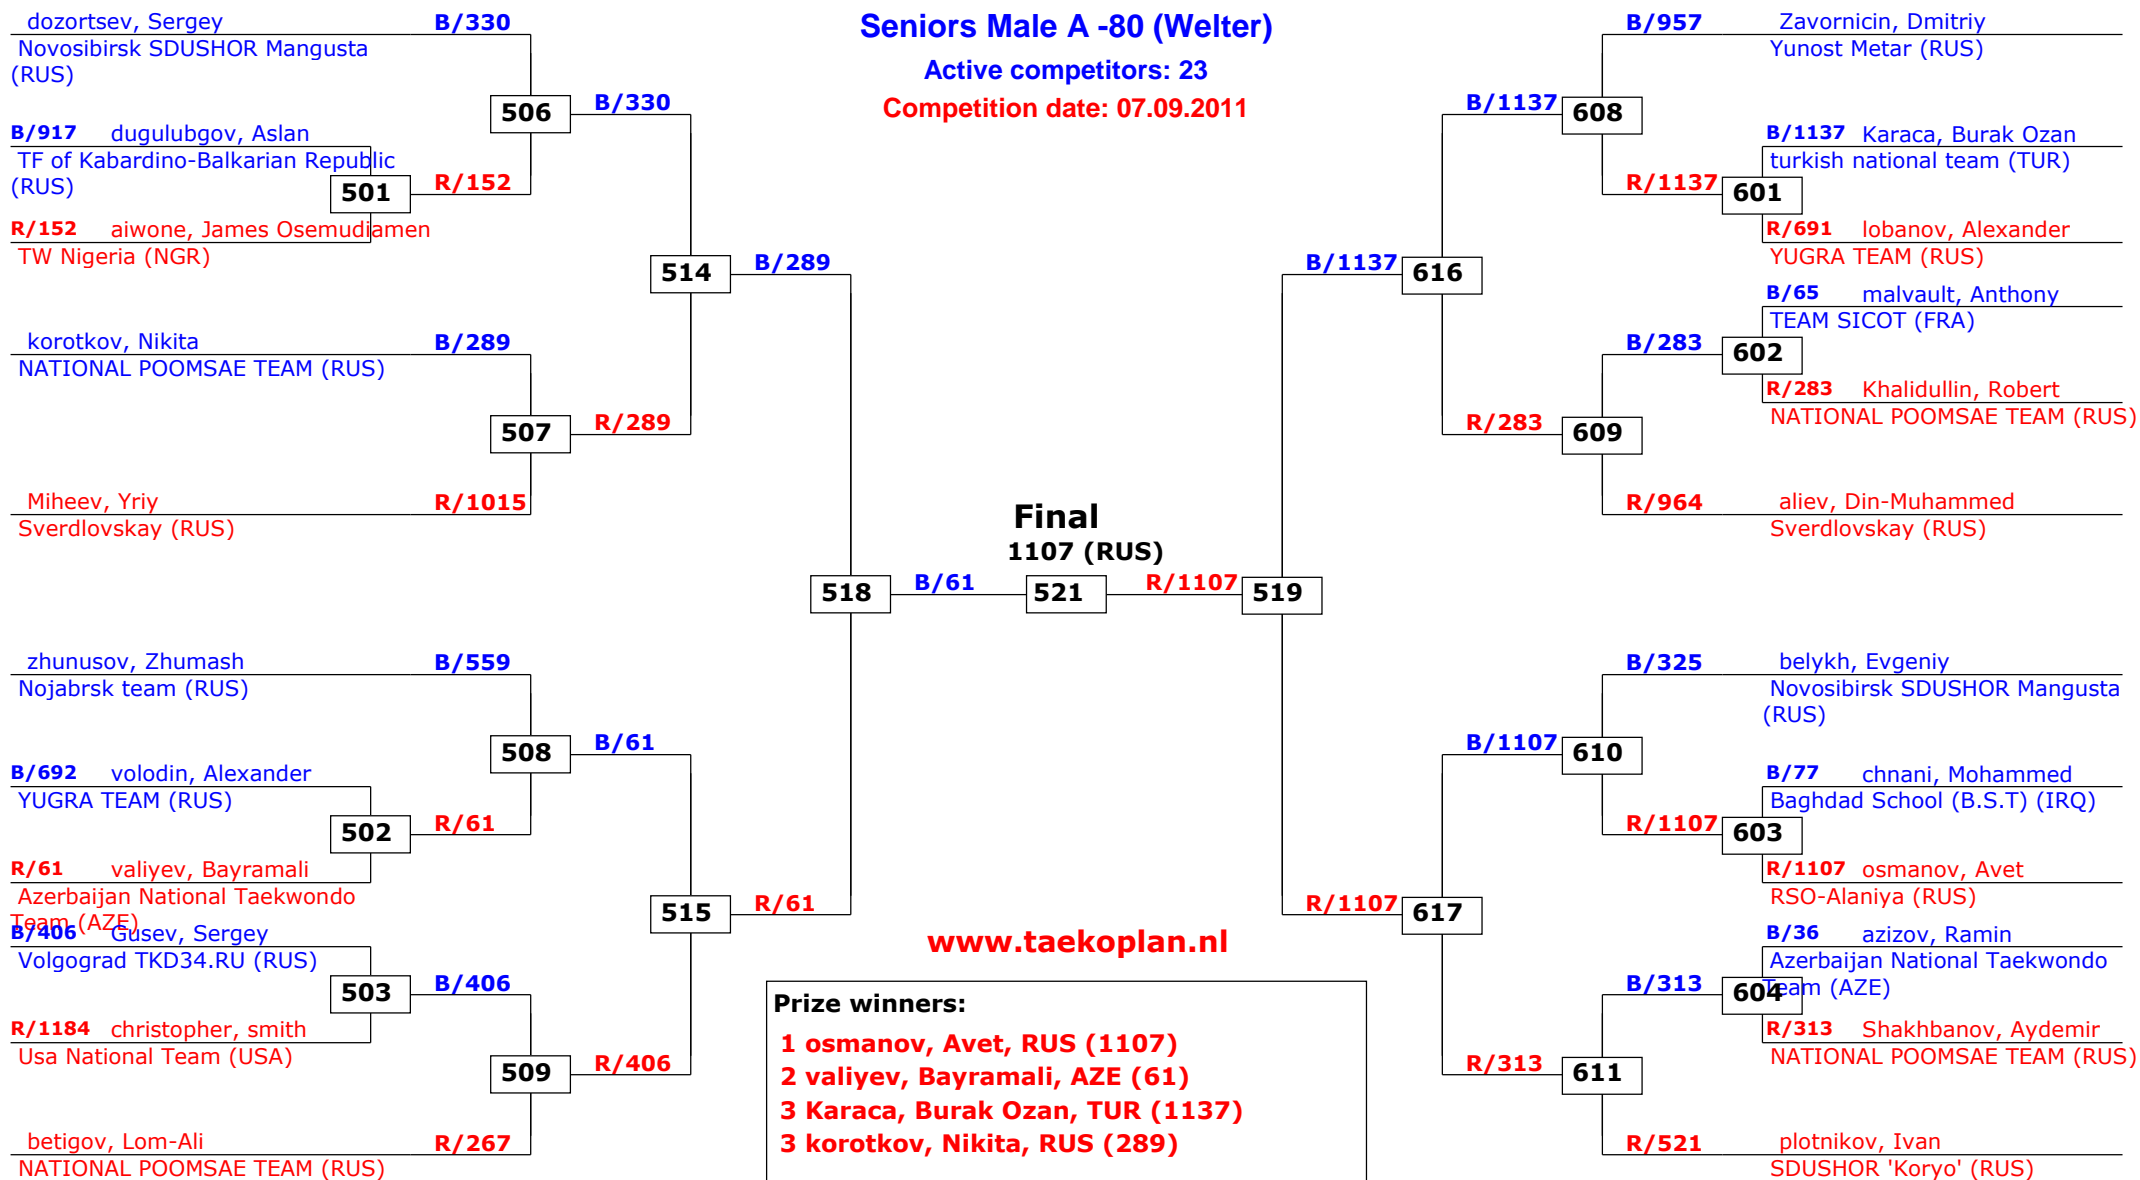 Seniors Male A -80 (Welter)
Active competitors: 23
Competition date: 07.09.2011
dozortsev, Sergey B/330
Novosibirsk SDUSHOR Mangusta
(RUS)
506
B/330
B/917 dugulubgov, Aslan
TF of Kabardino-Balkarian Republic
(RUS)
501
R/152
R/152 aiwone, James Osemudiamen
TW Nigeria (NGR)
514
B/289
korotkov, Nikita B/289
NATIONAL POOMSAE TEAM (RUS)
507
R/289
Miheev, Yriy R/1015
Sverdlovskay (RUS)
518
B/61
zhunusov, Zhumash B/559
Nojabrsk team (RUS)
508
B/61
B/692 volodin, Alexander
YUGRA TEAM (RUS)
502
R/61
R/61 valiyev, Bayramali
Azerbaijan National Taekwondo
Team (AZE)
515
R/61
B/406 Gusev, Sergey
Volgograd TKD34.RU (RUS)
503
B/406
R/1184 christopher, smith
Usa National Team (USA)
509
R/406
betigov, Lom-Ali R/267
NATIONAL POOMSAE TEAM (RUS)
Final
1107 (RUS)
521
R/1107
519
B/957 Zavornicin, Dmitriy
Yunost Metar (RUS)
B/1137
608
B/1137 Karaca, Burak Ozan
turkish national team (TUR)
R/1137
601
R/691 lobanov, Alexander
YUGRA TEAM (RUS)
B/1137
616
B/65 malvault, Anthony
TEAM SICOT (FRA)
B/283
602
R/283 Khalidullin, Robert
NATIONAL POOMSAE TEAM (RUS)
R/283
609
R/964 aliev, Din-Muhammed
Sverdlovskay (RUS)
B/325 belykh, Evgeniy
Novosibirsk SDUSHOR Mangusta
(RUS)
B/1107
610
B/77 chnani, Mohammed
Baghdad School (B.S.T) (IRQ)
R/1107
603
R/1107 osmanov, Avet
RSO-Alaniya (RUS)
R/1107
617
B/36 azizov, Ramin
Azerbaijan National Taekwondo
Team (AZE)
B/313
604
R/313 Shakhbanov, Aydemir
NATIONAL POOMSAE TEAM (RUS)
R/313
611
R/521 plotnikov, Ivan
SDUSHOR 'Koryo' (RUS)
www.taekoplan.nl
Prize winners:
1 osmanov, Avet, RUS (1107)
2 valiyev, Bayramali, AZE (61)
3 Karaca, Burak Ozan, TUR (1137)
3 korotkov, Nikita, RUS (289)